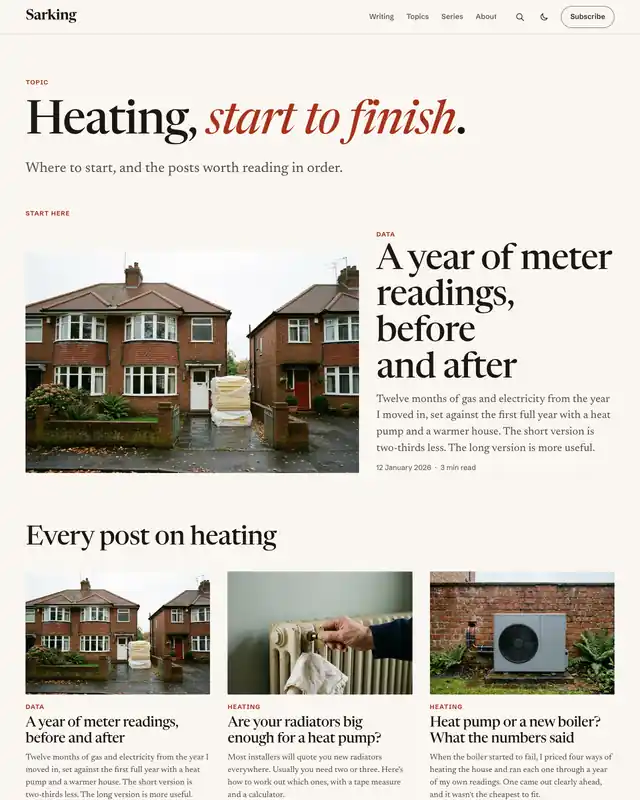 Sarking
Writing Topics Series About Subscribe
TOPIC
Heating, start to finish.
Where to start, and the posts worth reading in order.
START HERE
DATA
A year of meter
readings,
before
and after
Twelve months of gas and electricity from the year
I moved in, set against the first full year with a heat
pump and a warmer house. The short version is
two-thirds less. The long version is more useful.
12 January 2026 · 3 min read
Every post on heating
DATA
A year of meter readings,
before and after
Twelve months of gas and electricity from the year I
moved in, set against the first full year with a heat
pump and a warmer house. The short version is
two-thirds less. The long version is more useful.
HEATING
Are your radiators big
enough for a heat pump?
Most installers will quote you new radiators
everywhere. Usually you need two or three. Here's
how to work out which ones, with a tape measure
and a calculator.
HEATING
Heat pump or a new boiler?
What the numbers said
When the boiler started to fail, I priced four ways of
heating the house and ran each one through a year
of my own readings. One came out clearly ahead,
and it wasn't the cheapest to fit.